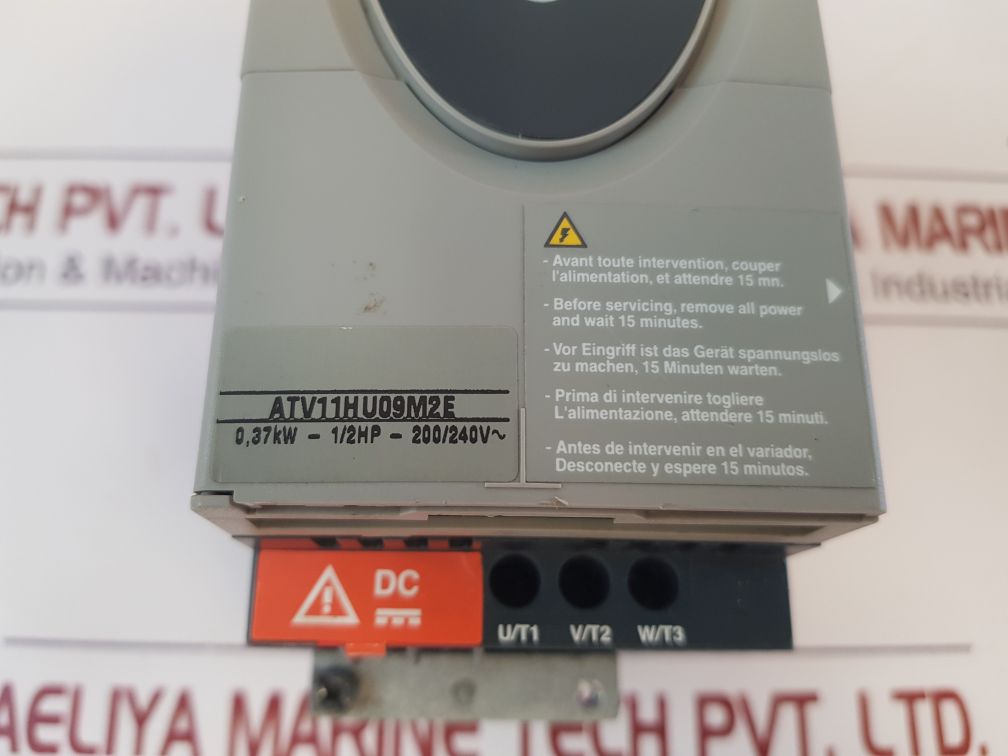 CH PVT.
A MARIN
on & Machi
Industria
- Avant toute intervention, couper
l'alimentation, et attendre 15 mn.
- Before servicing, remove all power
and wait 15 minutes.
- Vor Eingriff ist das Gerät spannungslos
zu machen, 15 Minuten warten.
- Prima di intervenire togliere
L'alimentazione, attendere 15 minuti.
- Antes de intervenir en el variador,
Desconecte y espere 15 minutos.
ATV11HU09M2E
0,37kW - 1/2HP - 200/240V~
DC
U/T1 V/T2 W/T3
AELIYA MARINE TECH PVT. LTD.